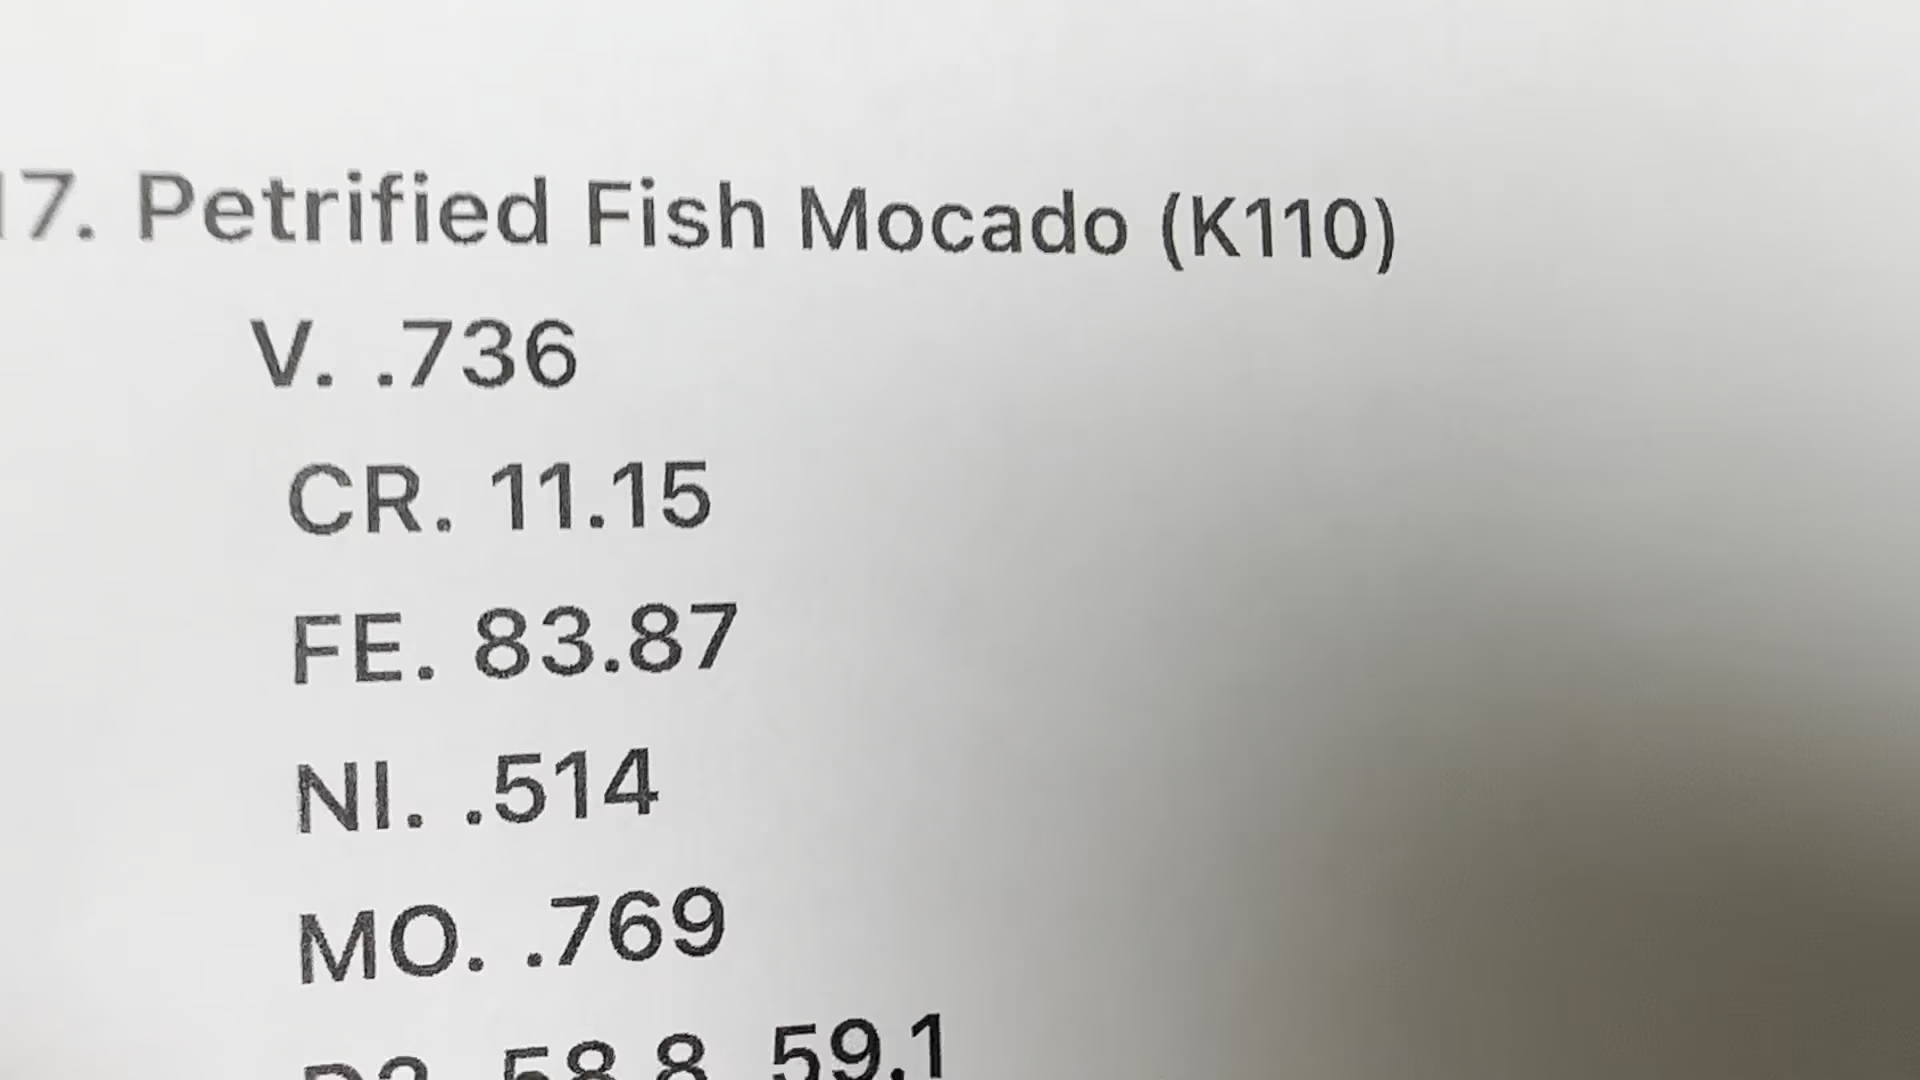 17. Petrified Fish Mocado (K110)
V. .736
CR. 11.15
FE. 83.87
NI. .514
MO. .769
D2 58.8 59.1